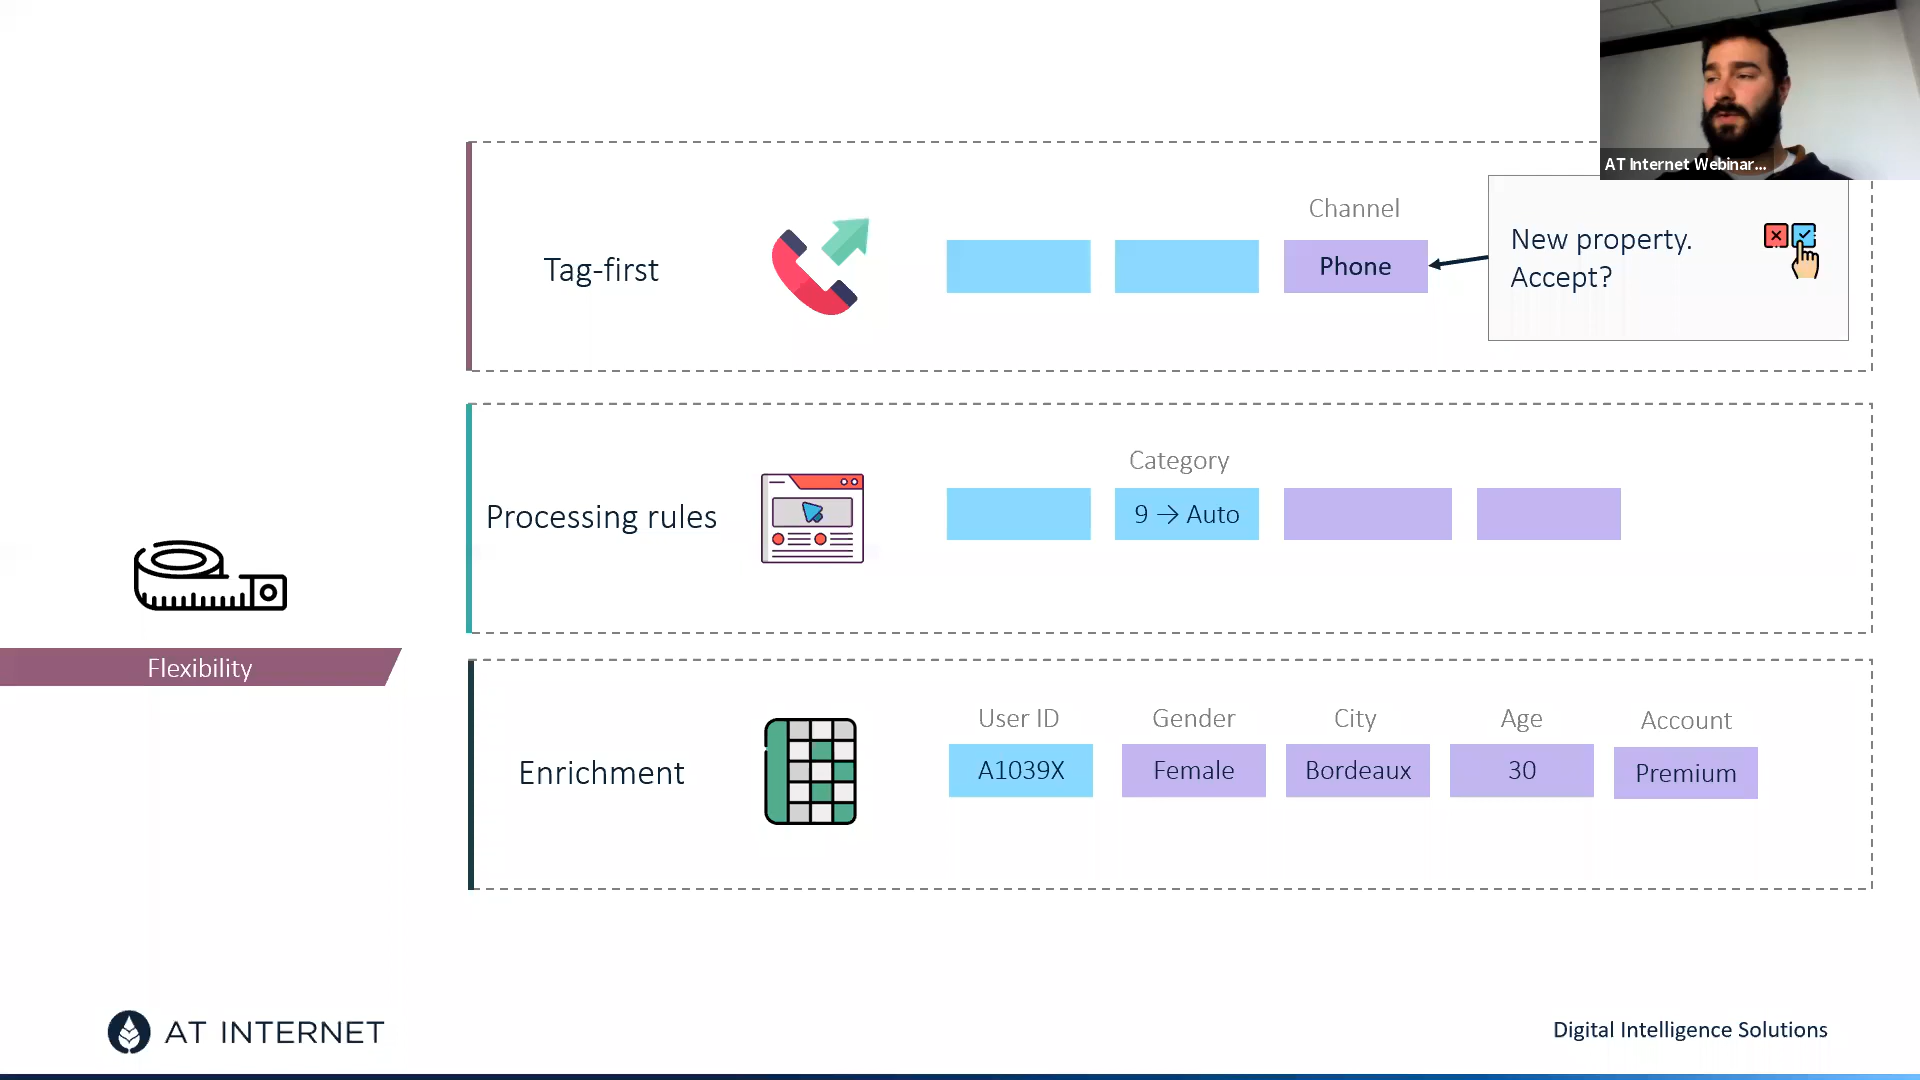 AT Internet Webinar...
Channel
Tag-first
Phone
New property.
Accept?
Category
Processing rules
9 → Auto
Flexibility
User ID
Gender
City
Age
Account
Enrichment
A1039X
Female
Bordeaux
30
Premium
AT INTERNET
Digital Intelligence Solutions